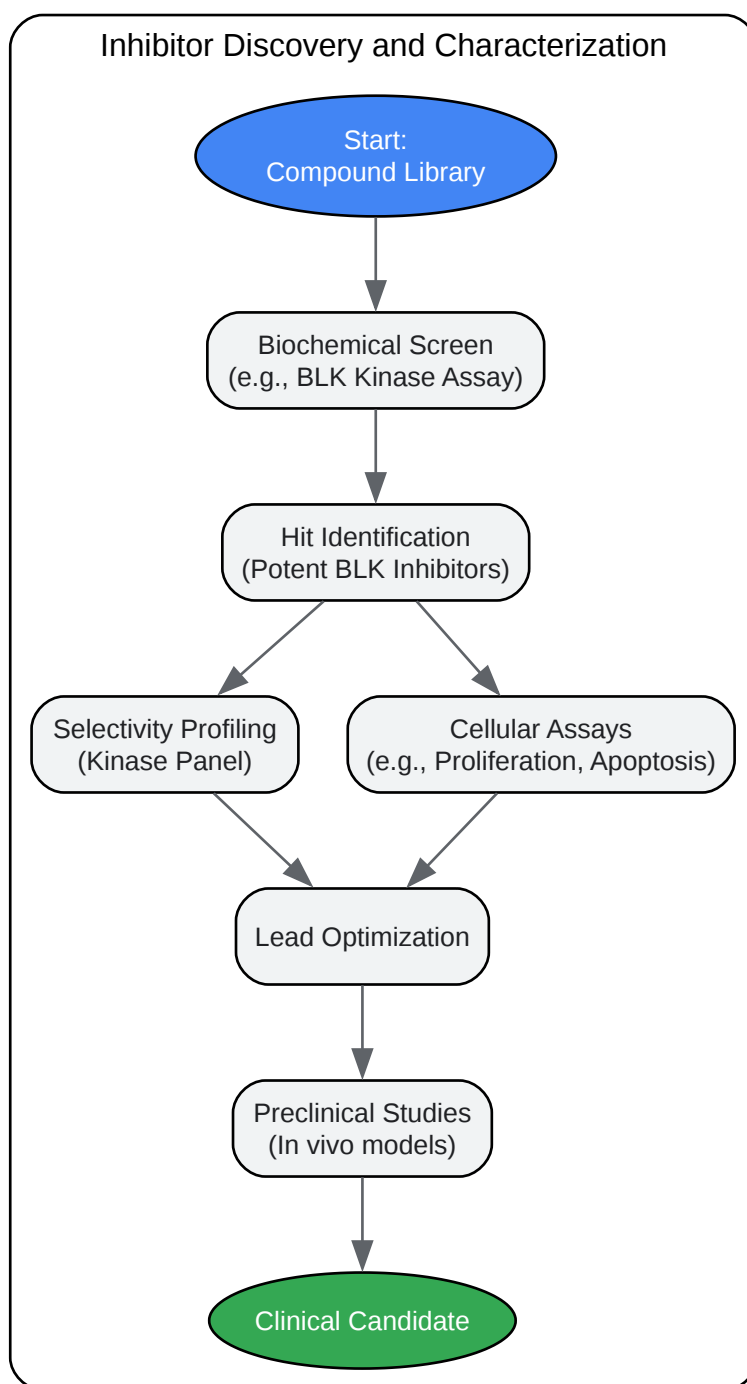 Inhibitor Discovery and Characterization
Start:
Compound Library
Biochemical Screen
(e.g., BLK Kinase Assay)
Hit Identification
(Potent BLK Inhibitors)
Selectivity Profiling
(Kinase Panel)
Cellular Assays
(e.g., Proliferation, Apoptosis)
Lead Optimization
Preclinical Studies
(In vivo models)
Clinical Candidate